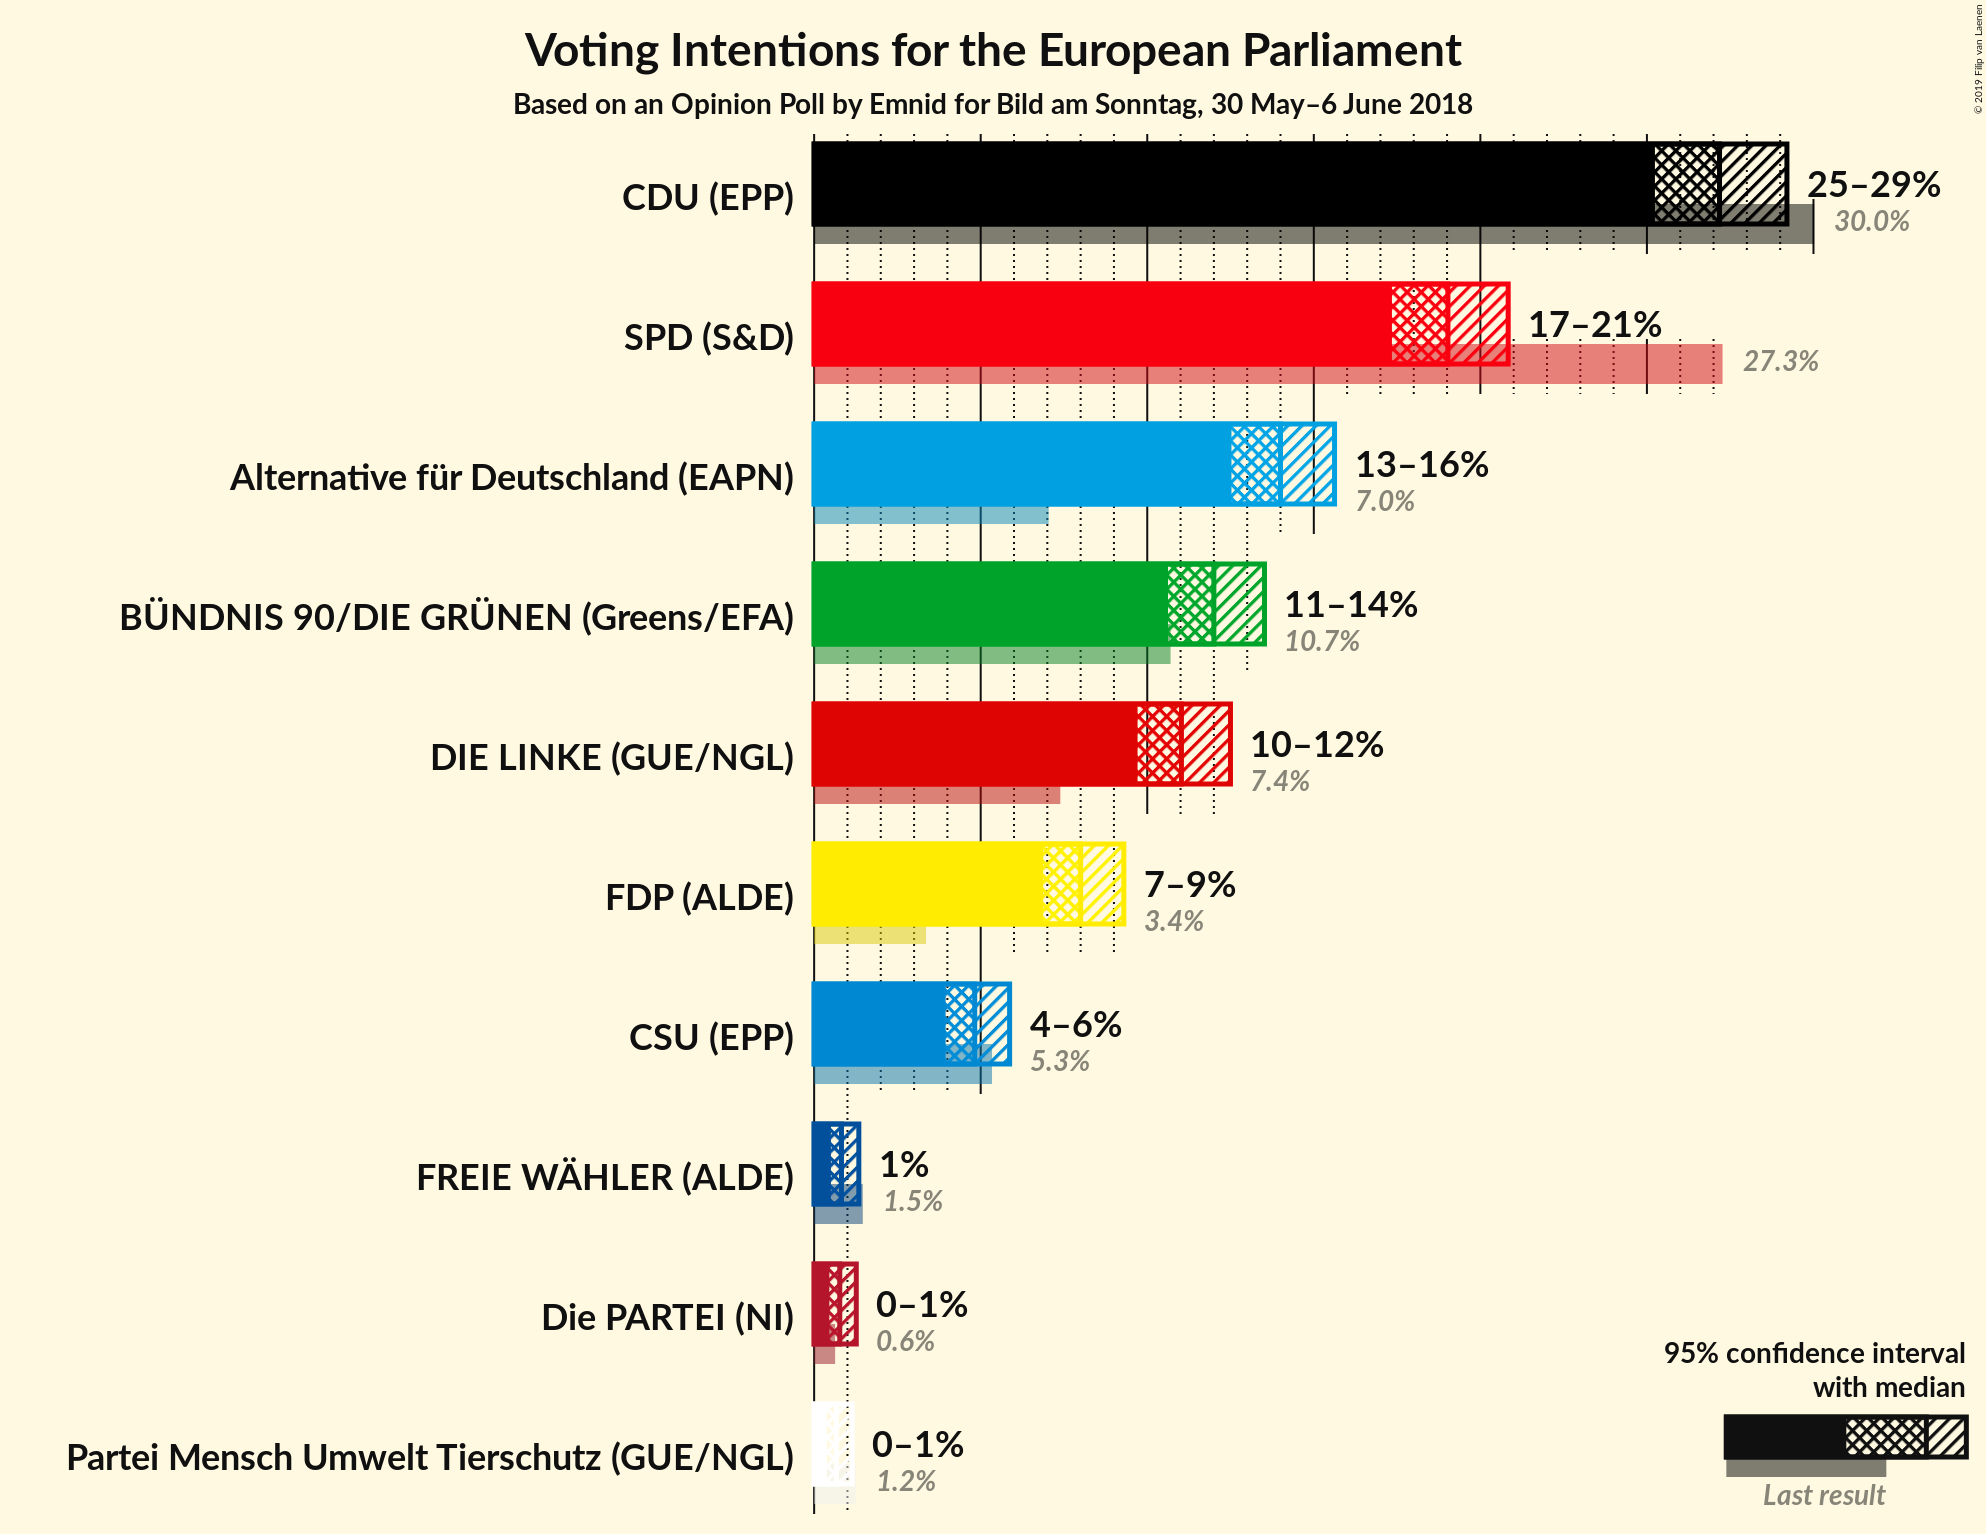 Voting Intentions for the European Parliament
Based on an Opinion Poll by Emnid for Bild am Sonntag, 30 May–6 June 2018
© 2019 Filip van Laenen
CDU (EPP)
25–29%
30.0%
SPD (S&D)
17–21%
27.3%
Alternative für Deutschland (EAPN)
13–16%
7.0%
BÜNDNIS 90/DIE GRÜNEN (Greens/EFA)
11–14%
10.7%
DIE LINKE (GUE/NGL)
10–12%
7.4%
FDP (ALDE)
7–9%
3.4%
CSU (EPP)
4–6%
5.3%
FREIE WÄHLER (ALDE)
1%
1.5%
Die PARTEI (NI)
0–1%
0.6%
Partei Mensch Umwelt Tierschutz (GUE/NGL)
0–1%
1.2%
95% confidence interval
with median
Last result